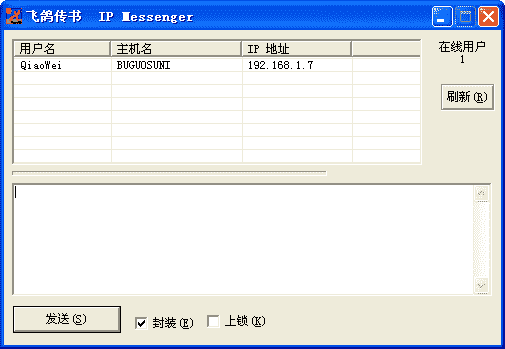 飞鸽传书 IP Messenger
用户名 主机名 IP 地址
QiaoWei BUGUOSUNI 192.168.1.7
在线用户
1
刷新(R)
发送(S)
封装(E) 上锁(K)